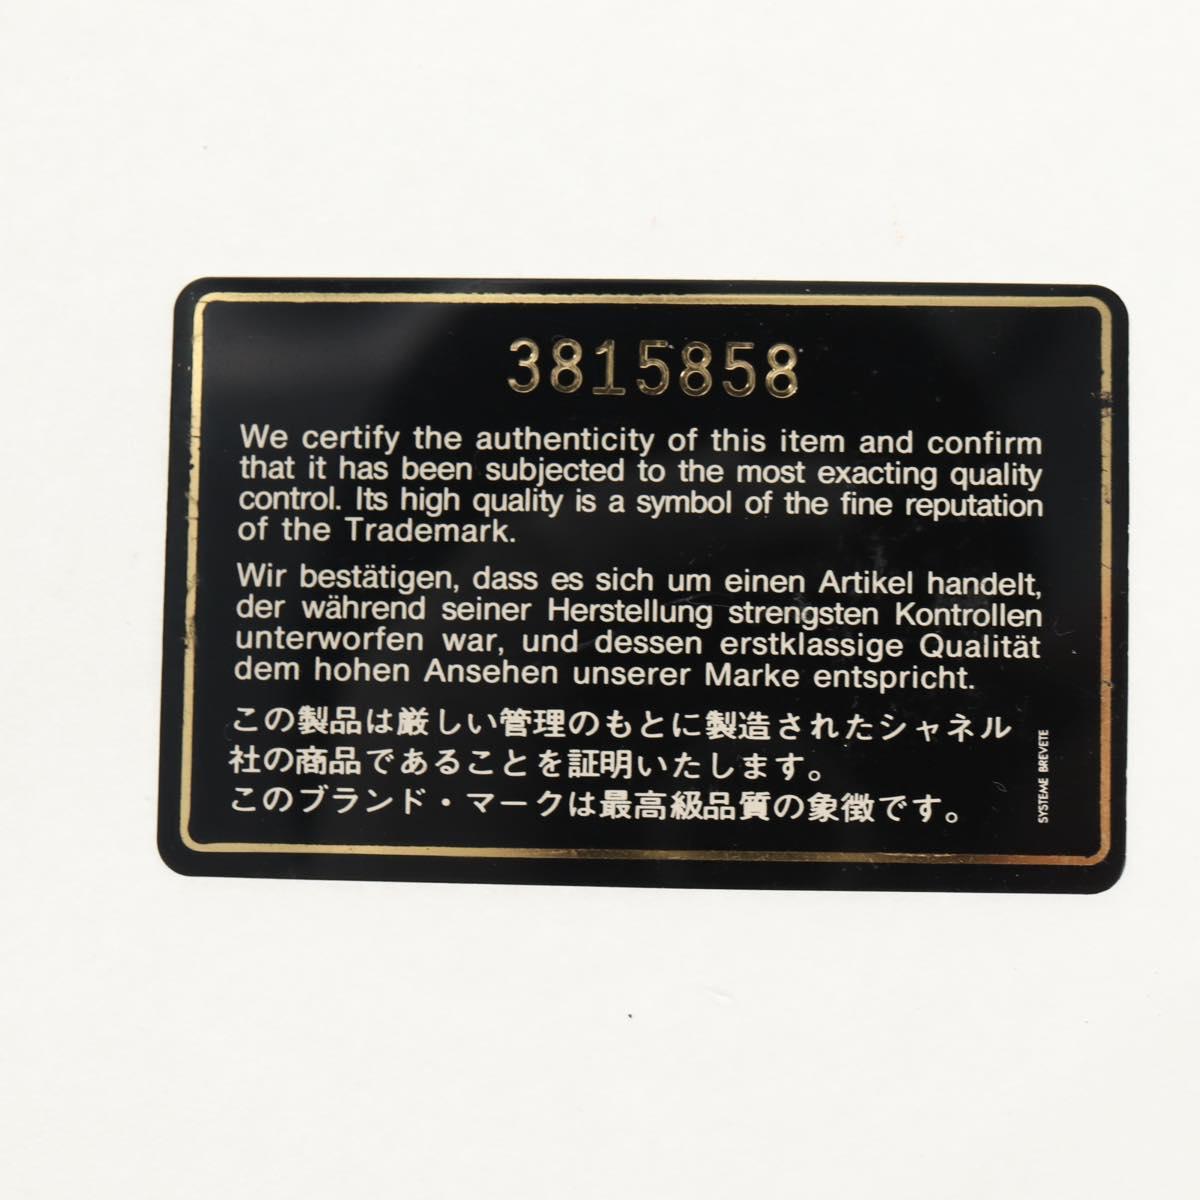 3815858
We certify the authenticity of this item and confirm
that it has been subjected to the most exacting quality
control. Its high quality is a symbol of the fine reputation
of the Trademark.
Wir bestätigen, dass es sich um einen Artikel handelt,
der während seiner Herstellung strengsten Kontrollen
unterworfen war, und dessen erstklassige Qualität
dem hohen Ansehen unserer Marke entspricht.
この製品は厳しい管理のもとに製造されたシャネル
社の商品であることを証明いたします。
このブランド・マークは最高級品質の象徴です。
SYSTEME BREVETE